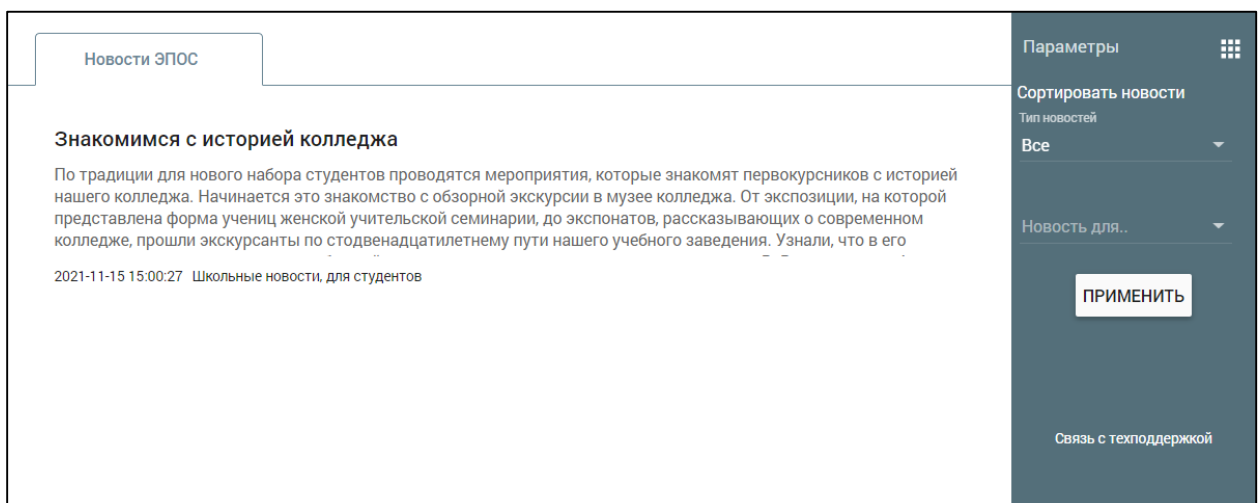 Новости ЭПОС
Знакомимся с историей колледжа
По традиции для нового набора студентов проводятся мероприятия, которые знакомят первокурсников с историей
нашего колледжа. Начинается это знакомство с обзорной экскурсии в музее колледжа. От экспозиции, на которой
представлена форма учениц женской учительской семинарии, до экспонатов, рассказывающих о современном
колледже, прошли экскурсанты по стодвенадцатилетнему пути нашего учебного заведения. Узнали, что в его
2021-11-15 15:00:27 Школьные новости, для студентов
Параметры
Сортировать новости
Тип новостей
Все
Новость для..
ПРИМЕНИТЬ
Связь с техподдержкой